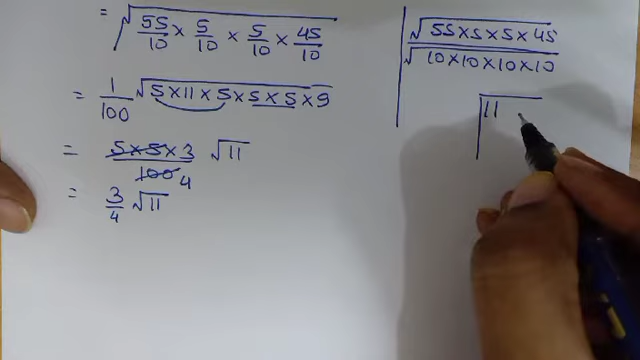 = √(55/10 × 5/10 × 5/10 × 45/10)
= 1/100 √(5×11×5×5×5×9)
= 5×5×3/100 4 √11
= 3/4 √11
√(55×5×5×45)
√(10×10×10×10)
11